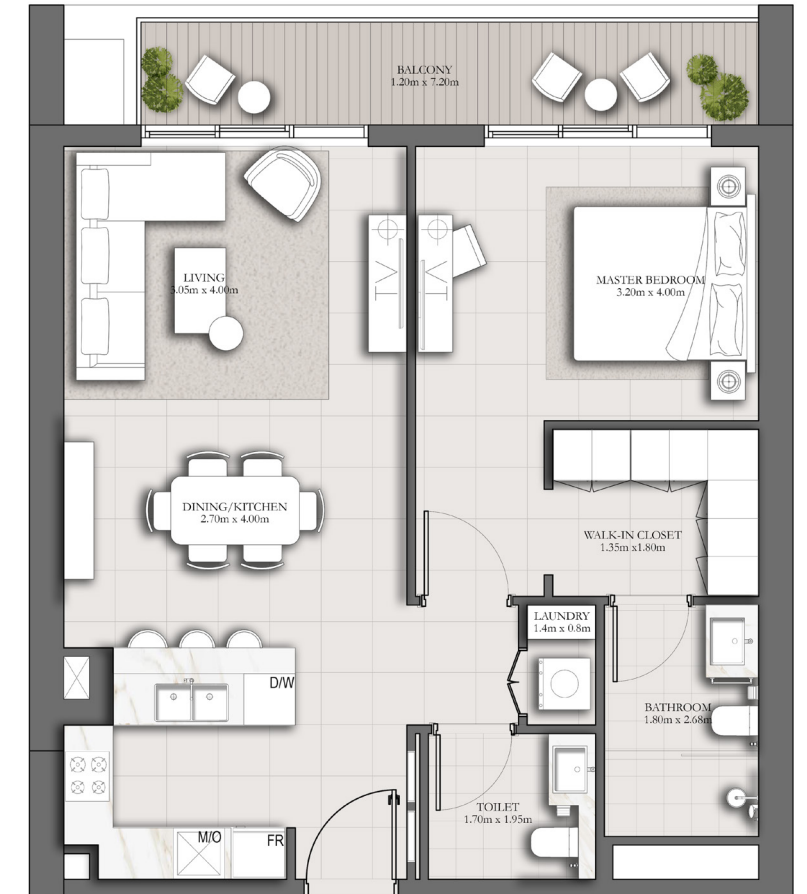 BALCONY
1.20m x 7.20m
LIVING
3.05m x 4.00m
TV
TV
MASTER BEDROOM
3.20m x 4.00m
DINING/KITCHEN
2.70m x 4.00m
WALK-IN CLOSET
1.35m x1.80m
LAUNDRY
1.4m x 0.8m
D/W
BATHROOM
1.80m x 2.68m
TOILET
1.70m x 1.95m
M/O
FR